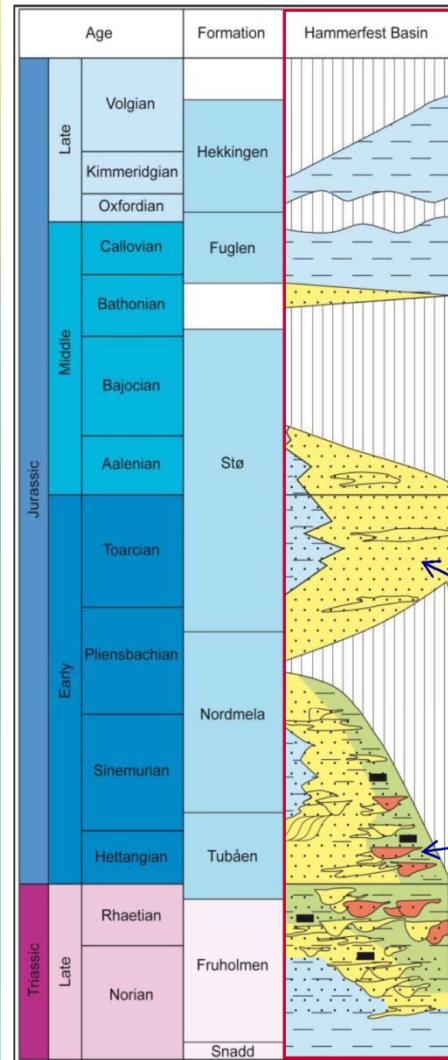 Age Formation Hammerfest Basin
Jurassic
Late
Volgian
Hekkingen
Kimmeridgian
Oxfordian
Middle
Callovian
Fuglen
Bathonian
Bajocian
Stø
Aalenian
Early
Toarcian
Pliensbachian
Nordmela
Sinemurian
Tubåen
Hettangian
Triassic
Late
Rhaetian
Fruholmen
Norian
Snadd